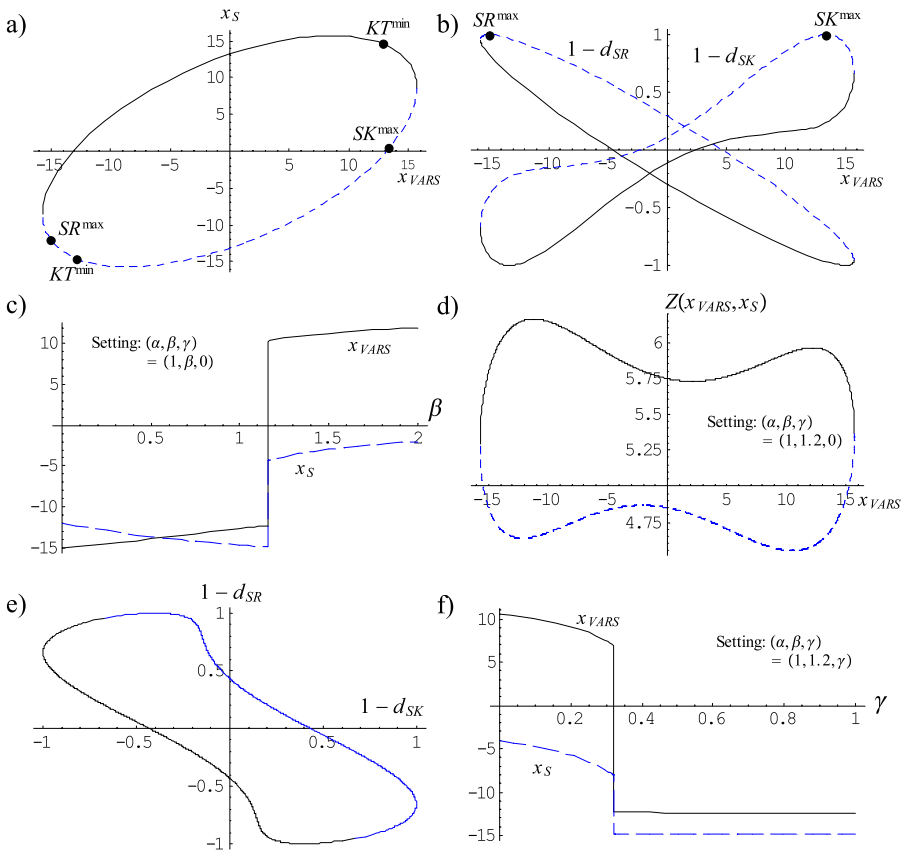 a)
x_S
KT^min
15
10
5
SK^max
-15 -10 -5 5 10 15
x_VARS
-5
-10
-15
SR^max
KT^min
b)
SR^max
SK^max
1 - d_SR
1 - d_SK
1
0.5
-15 -10 -5 5 10 15
x_VARS
-0.5
-1
c)
10
5
Setting: (α, β, γ)
= (1, β, 0)
x_VARS
β
0.5 1 1.5 2
x_S
-5
-10
-15
d)
Z(x_VARS, x_S)
6
5.75
5.5
5.25
Setting: (α, β, γ)
= (1, 1.2, 0)
-15 -10 -5 5 10 15
x_VARS
4.75
e)
1 - d_SR
1
0.5
1 - d_SK
-1 -0.5 0.5 1
-0.5
-1
f)
10
5
x_VARS
Setting: (α, β, γ)
= (1, 1.2, γ)
γ
0.2 0.4 0.6 0.8 1
x_S
-5
-10
-15